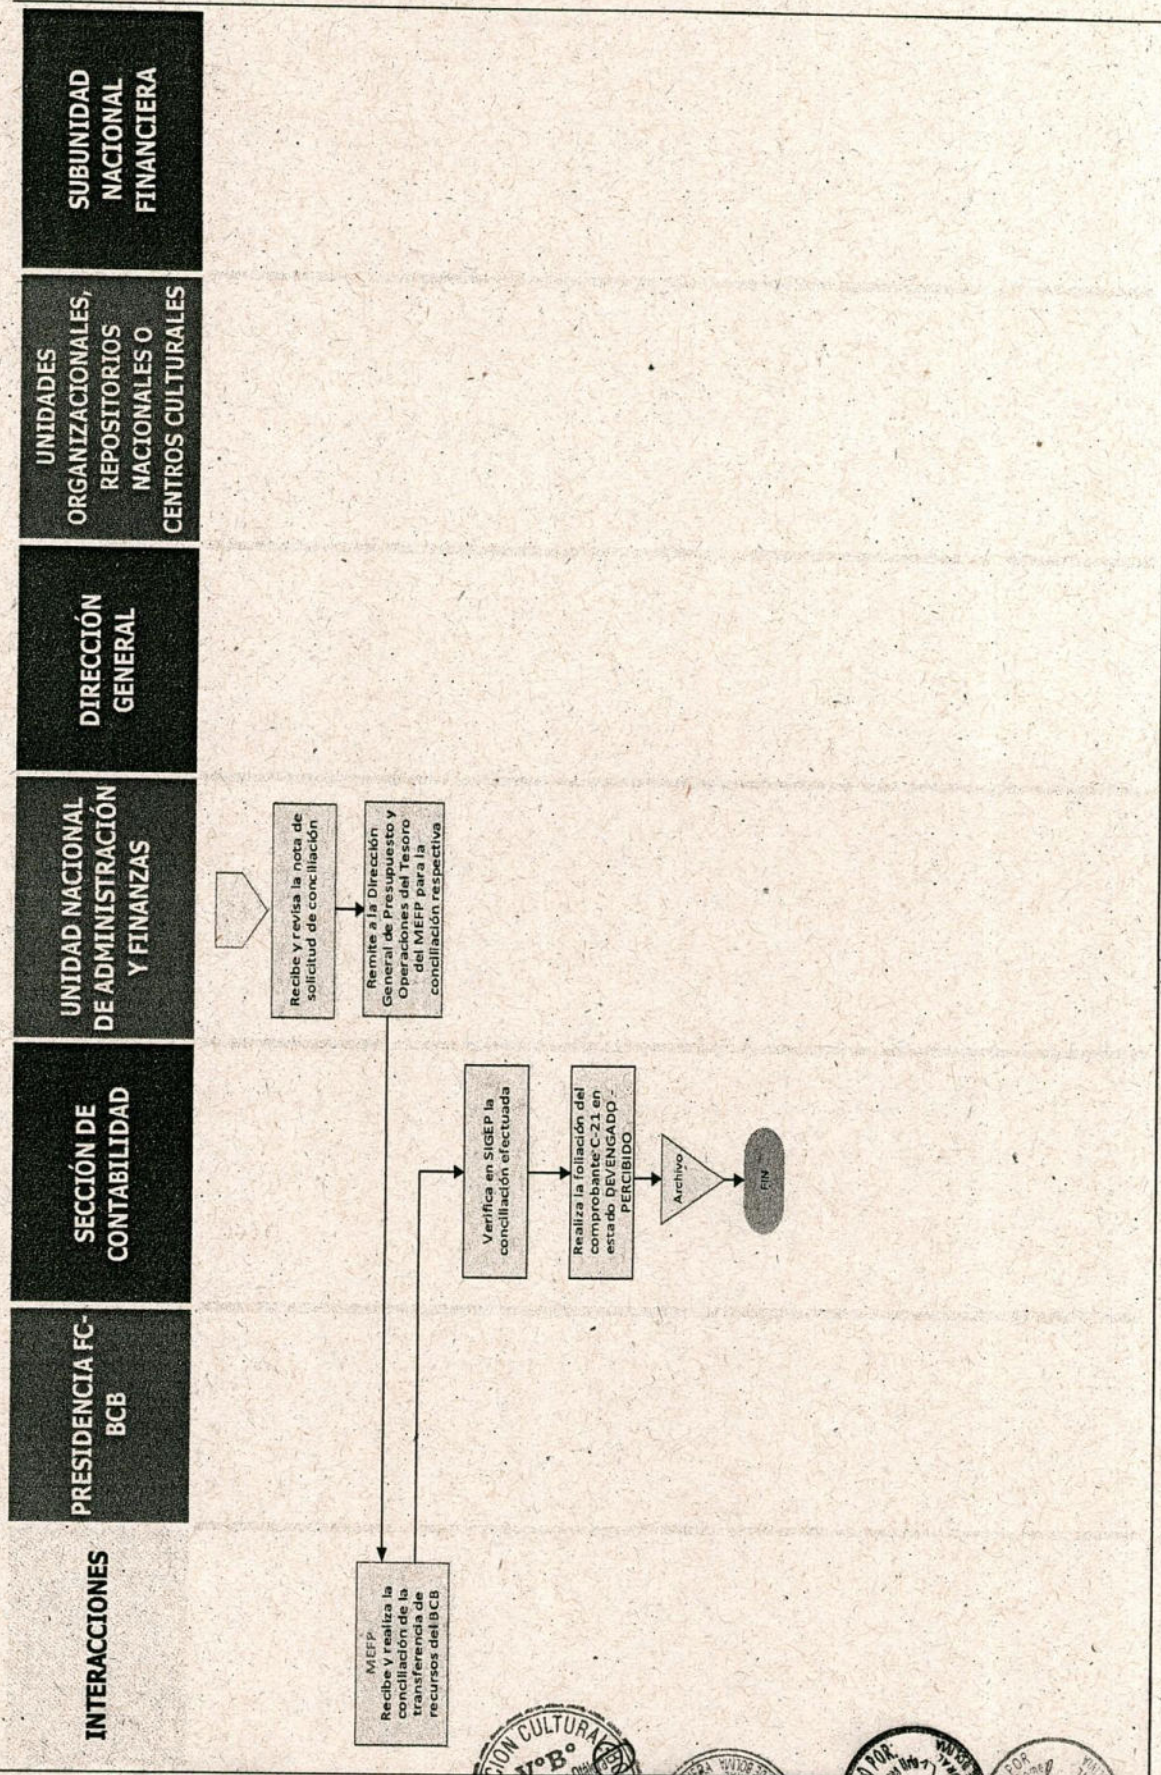 INTERACCIONES
PRESIDENCIA FC-
BCB
SECCIÓN DE
CONTABILIDAD
UNIDAD NACIONAL
DE ADMINISTRACIÓN
Y FINANZAS
DIRECCIÓN
GENERAL
UNIDADES
ORGANIZACIONALES,
REPOSITORIOS
NACIONALES O
CENTROS CULTURALES
SUBUNIDAD
NACIONAL
FINANCIERA
Recibe y revisa la nota de
solicitud de conciliación
Remite a la Dirección
General de Presupuesto y
Operaciones del Tesoro
del MEFP para la
conciliación respectiva
MEFP
Recibe y realiza la
conciliación de la
transferencia de
recursos del BCB
Verifica en SIGEP la
conciliación efectuada
Realiza la foliación del
comprobante C-21 en
estado DEVENGADO -
PERCIBIDO
Archivo
FIN
CULTURAL
VºBº
POR:
POR